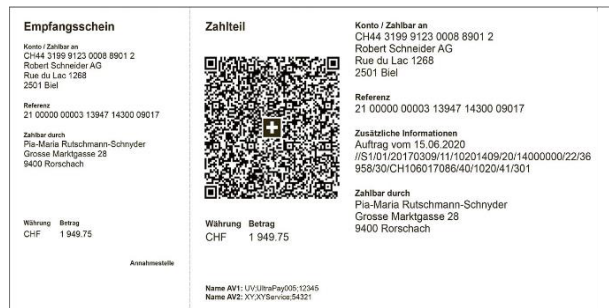 Empfangsschein
Konto / Zahlbar an
CH44 3199 9123 0008 8901 2
Robert Schneider AG
Rue du Lac 1268
2501 Biel
Referenz
21 00000 00003 13947 14300 09017
Zahlbar durch
Pia-Maria Rutschmann-Schnyder
Grosse Marktgasse 28
9400 Rorschach
Währung Betrag
CHF 1 949.75
Annahmestelle
Zahlteil
Währung Betrag
CHF 1 949.75
Name AV1: UV;UltraPay005;12345
Name AV2: XY;XYService;54321
Konto / Zahlbar an
CH44 3199 9123 0008 8901 2
Robert Schneider AG
Rue du Lac 1268
2501 Biel
Referenz
21 00000 00003 13947 14300 09017
Zusätzliche Informationen
Auftrag vom 15.06.2020
//S1/01/20170309/11/10201409/20/14000000/22/36
958/30/CH106017086/40/1020/41/301
Zahlbar durch
Pia-Maria Rutschmann-Schnyder
Grosse Marktgasse 28
9400 Rorschach